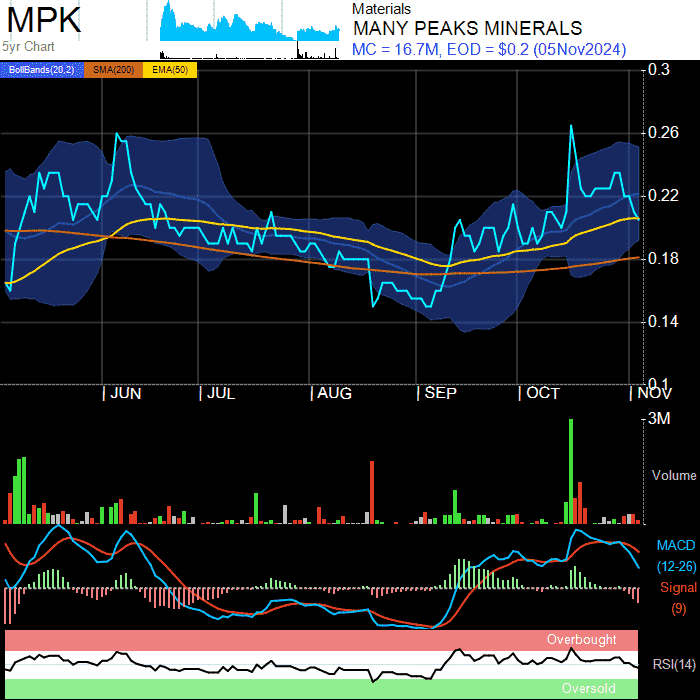 MPK
5yr Chart
Materials
MANY PEAKS MINERALS
MC = 16.7M, EOD = $0.2 (05Nov2024)
BollBands(20,2) SMA(200) EMA(50)
0.3
0.26
0.22
0.18
0.14
0.1
JUN JUL AUG SEP OCT NOV
3M
Volume
MACD
(12-26)
Signal
(9)
Overbought
RSI(14)
Oversold